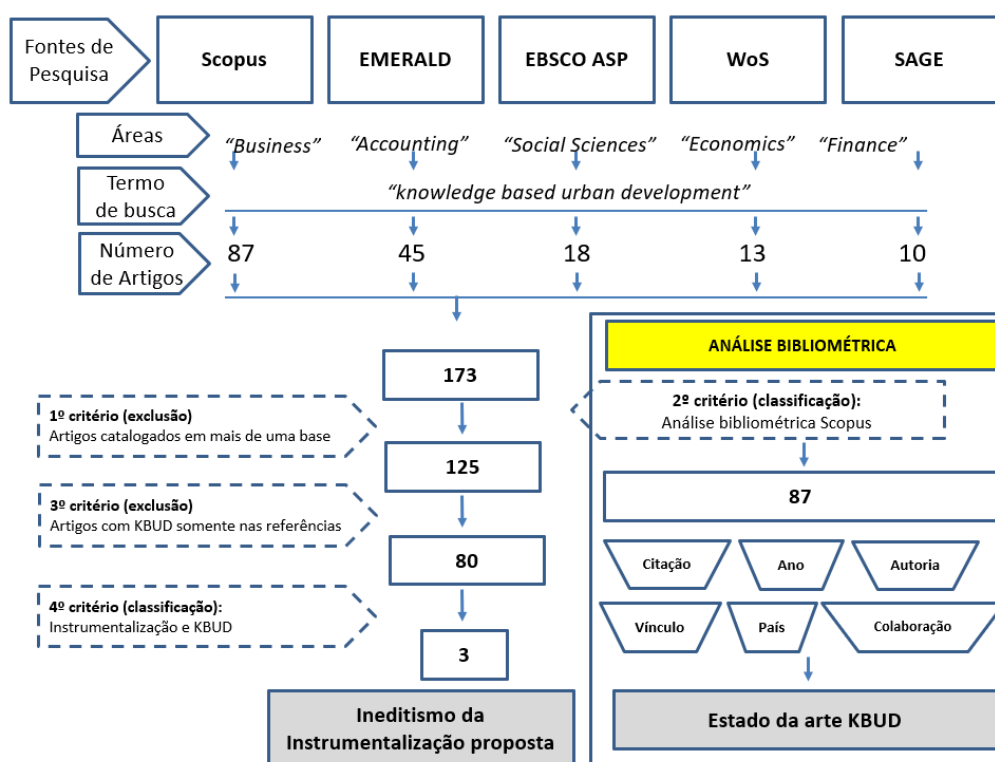 Fontes de
Pesquisa
Scopus
EMERALD
EBSCO ASP
WoS
SAGE
Áreas
“Business”
“Accounting”
“Social Sciences”
“Economics”
“Finance”
Termo
de busca
“knowledge based urban development”
Número
de Artigos
87
45
18
13
10
173
1º critério (exclusão)
Artigos catalogados em mais de uma base
125
3º critério (exclusão)
Artigos com KBUD somente nas referências
80
4º critério (classificação):
Instrumentalização e KBUD
3
Ineditismo da
Instrumentalização proposta
ANÁLISE BIBLIOMÉTRICA
2º critério (classificação):
Análise bibliométrica Scopus
87
Citação
Ano
Autoria
Vínculo
País
Colaboração
Estado da arte KBUD